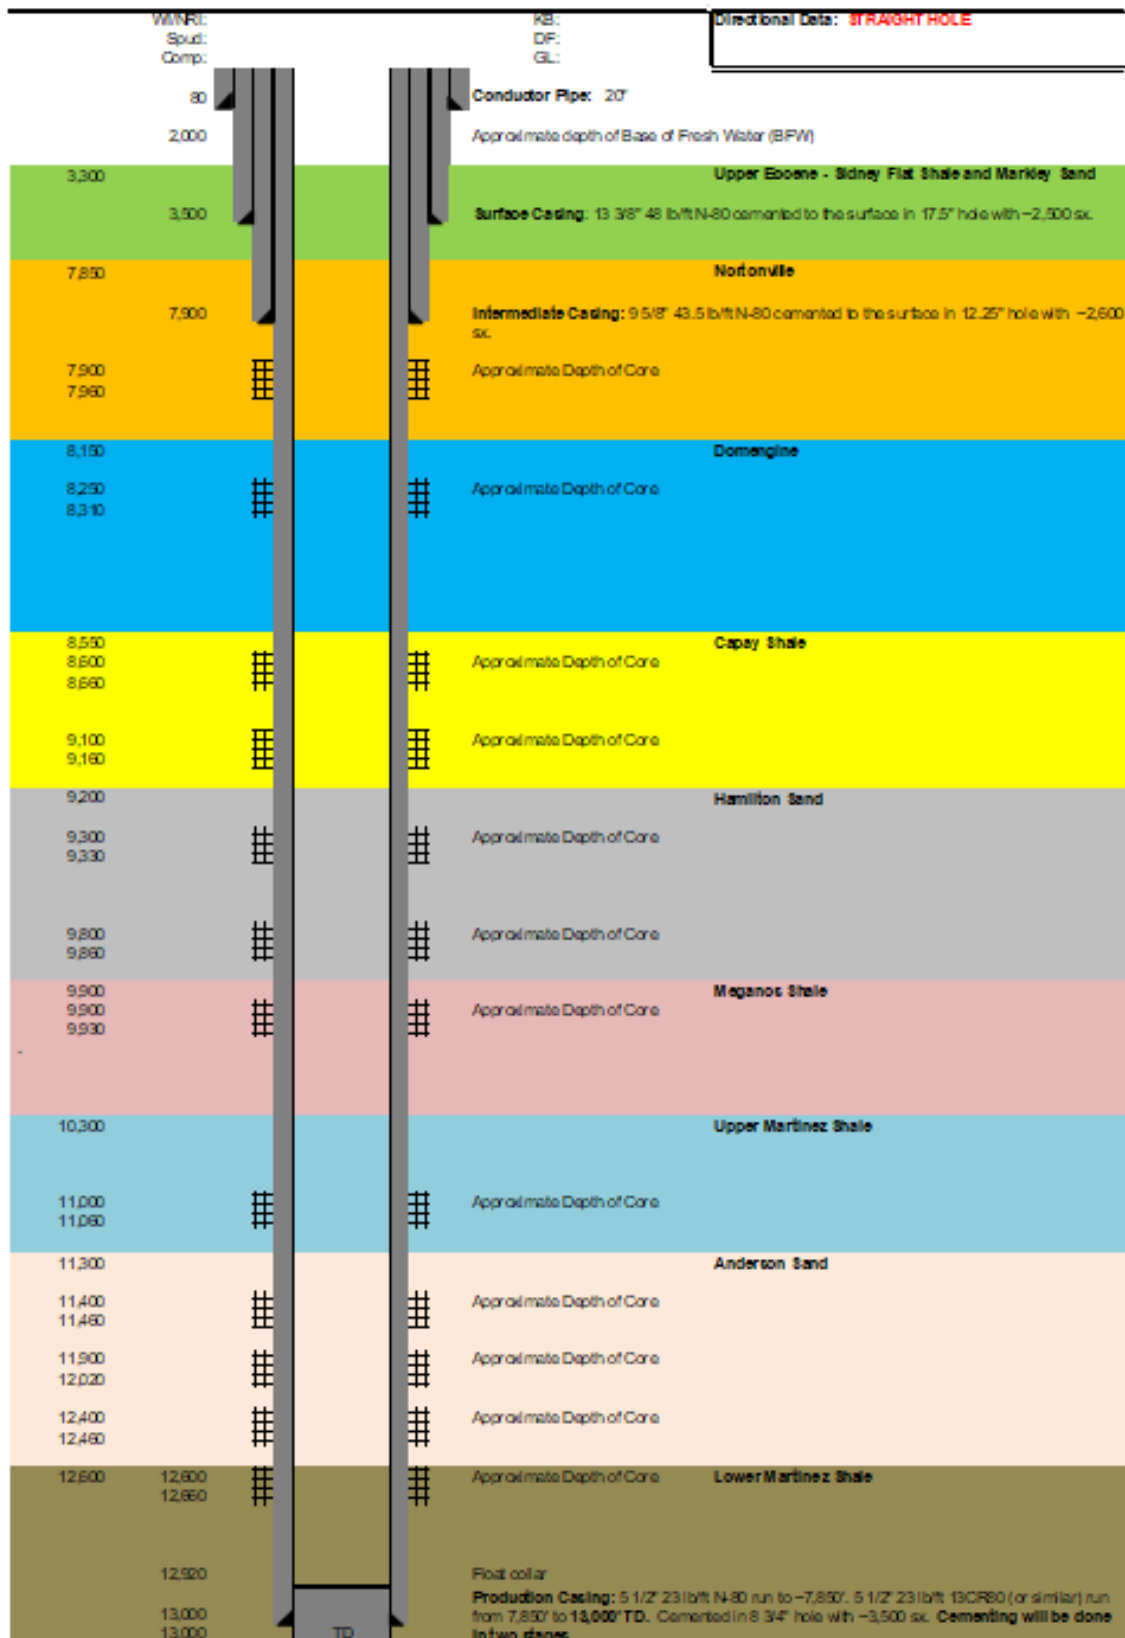 WI/NRI: KB: Directional Data: STRAIGHT HOLE
Spud: DF:
Comp: GL:
80 Conductor Pipe: 20"
2,000 Approximate depth of Base of Fresh Water (BFW)
3,300 Upper Eocene - Sidney Flat Shale and Markley Sand
3,500 Surface Casing: 13 3/8" 48 lb/ft N-80 cemented to the surface in 17.5" hole with ~2,500 sx.
7,850 Nortonville
7,900 Intermediate Casing: 9 5/8" 43.5 lb/ft N-80 cemented to the surface in 12.25" hole with ~2,600
sx.
7,900 Approximate Depth of Core
7,960
8,150 Domengine
8,250 Approximate Depth of Core
8,310
8,550 Capay Shale
8,600 Approximate Depth of Core
8,660
9,100 Approximate Depth of Core
9,160
9,200 Hamilton Sand
9,300 Approximate Depth of Core
9,330
9,800 Approximate Depth of Core
9,860
9,900 Meganos Shale
9,900 Approximate Depth of Core
9,930
10,300 Upper Martinez Shale
11,000 Approximate Depth of Core
11,060
11,300 Anderson Sand
11,400 Approximate Depth of Core
11,460
11,900 Approximate Depth of Core
12,020
12,400 Approximate Depth of Core
12,460
12,600 12,600 Approximate Depth of Core Lower Martinez Shale
12,660
12,920 Float collar
Production Casing: 5 1/2" 23 lb/ft N-80 run to ~7,850'. 5 1/2" 23 lb/ft 13CR80 (or similar) run
13,000 from 7,850' to 13,000' TD. Cemented in 8 3/4" hole with ~3,500 sx. Cementing will be done
13,000 TD in two stages